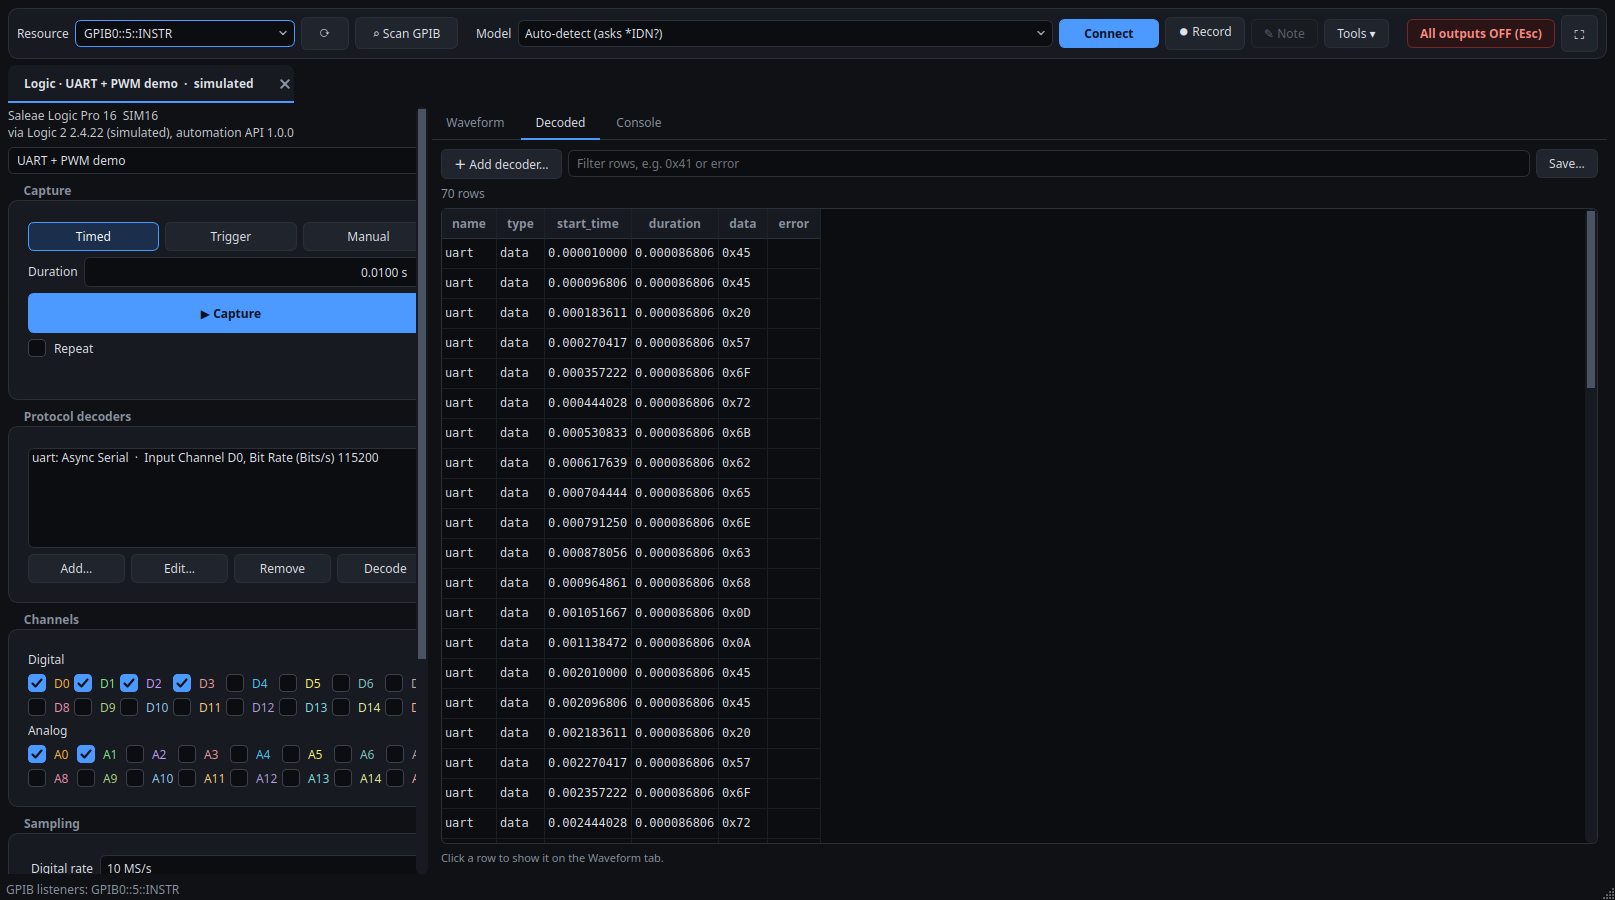 Resource GPIB0::5::INSTR ⟳ ⌕ Scan GPIB Model Auto-detect (asks *IDN?) Connect ● Record ✎ Note Tools ▾ All outputs OFF (Esc) ⛶
Logic · UART + PWM demo · simulated ✕
Saleae Logic Pro 16 SIM16
via Logic 2 2.4.22 (simulated), automation API 1.0.0
UART + PWM demo
Capture
Timed Trigger Manual
Duration 0.0100 s
▶ Capture
Repeat
Protocol decoders
uart: Async Serial · Input Channel D0, Bit Rate (Bits/s) 115200
Add... Edit... Remove Decode
Channels
Digital
D0 D1 D2 D3 D4 D5 D6
D8 D9 D10 D11 D12 D13 D14
Analog
A0 A1 A2 A3 A4 A5 A6
A8 A9 A10 A11 A12 A13 A14
Sampling
Digital rate 10 MS/s
Waveform Decoded Console
+ Add decoder... Filter rows, e.g. 0x41 or error Save...
70 rows
name type start_time duration data error
uart data 0.000010000 0.000086806 0x45
uart data 0.000096806 0.000086806 0x45
uart data 0.000183611 0.000086806 0x20
uart data 0.000270417 0.000086806 0x57
uart data 0.000357222 0.000086806 0x6F
uart data 0.000444028 0.000086806 0x72
uart data 0.000530833 0.000086806 0x6B
uart data 0.000617639 0.000086806 0x62
uart data 0.000704444 0.000086806 0x65
uart data 0.000791250 0.000086806 0x6E
uart data 0.000878056 0.000086806 0x63
uart data 0.000964861 0.000086806 0x68
uart data 0.001051667 0.000086806 0x0D
uart data 0.001138472 0.000086806 0x0A
uart data 0.002010000 0.000086806 0x45
uart data 0.002096806 0.000086806 0x45
uart data 0.002183611 0.000086806 0x20
uart data 0.002270417 0.000086806 0x57
uart data 0.002357222 0.000086806 0x6F
uart data 0.002444028 0.000086806 0x72
Click a row to show it on the Waveform tab.
GPIB listeners: GPIB0::5::INSTR